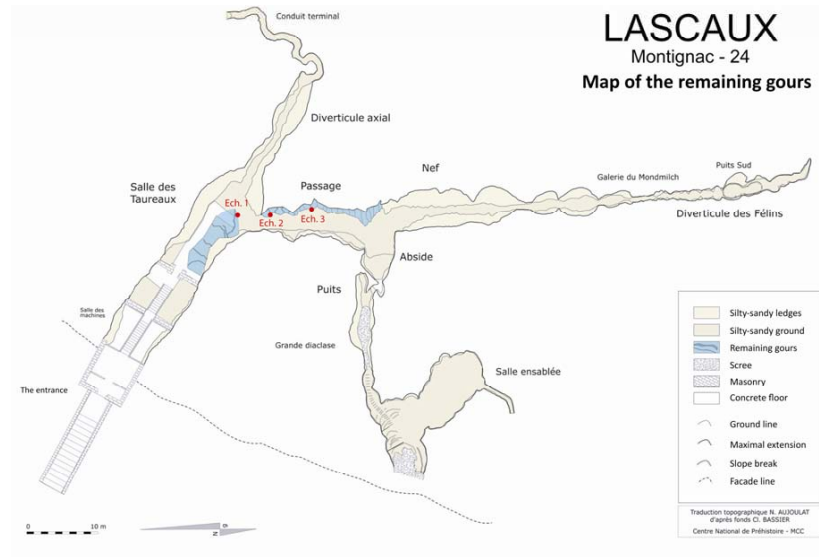 LASCAUX
Montignac - 24
Map of the remaining gours
Conduit terminal
Diverticule axial
Salle des
Taureaux
Passage
Nef
Galerie du Mondmilch
Puits Sud
Diverticule des Félins
Ech. 1
Ech. 2
Ech. 3
Abside
Puits
Salle des
machines
Grande diaclase
Salle ensablée
The entrance
Silty-sandy ledges
Silty-sandy ground
Remaining gours
Scree
Masonry
Concrete floor
Ground line
Maximal extension
Slope break
Facade line
Traduction topographique N. AUJOULAT
d'après fonds Cl. BASSIER
Centre National de Préhistoire - MCC
0 10 m
N